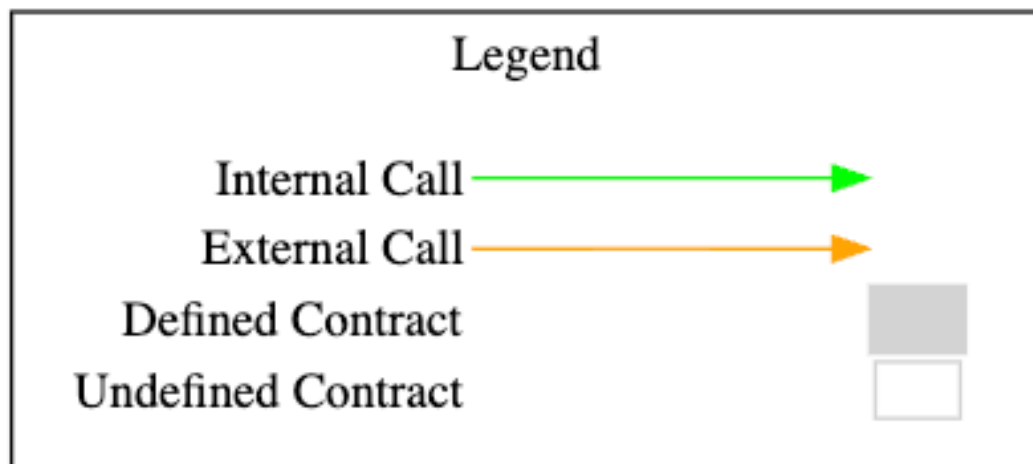 Legend
Internal Call
External Call
Defined Contract
Undefined Contract